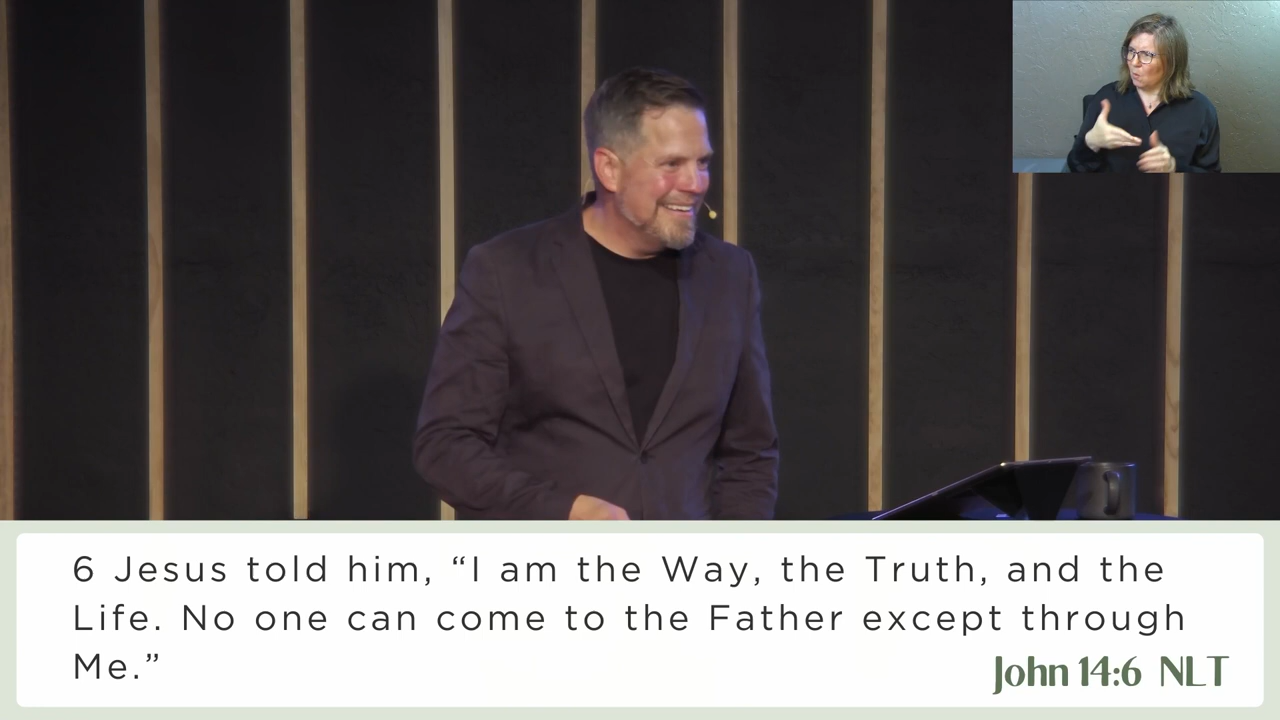 6 Jesus told him, “I am the Way, the Truth, and the
Life. No one can come to the Father except through
Me.”
John 14:6 NLT